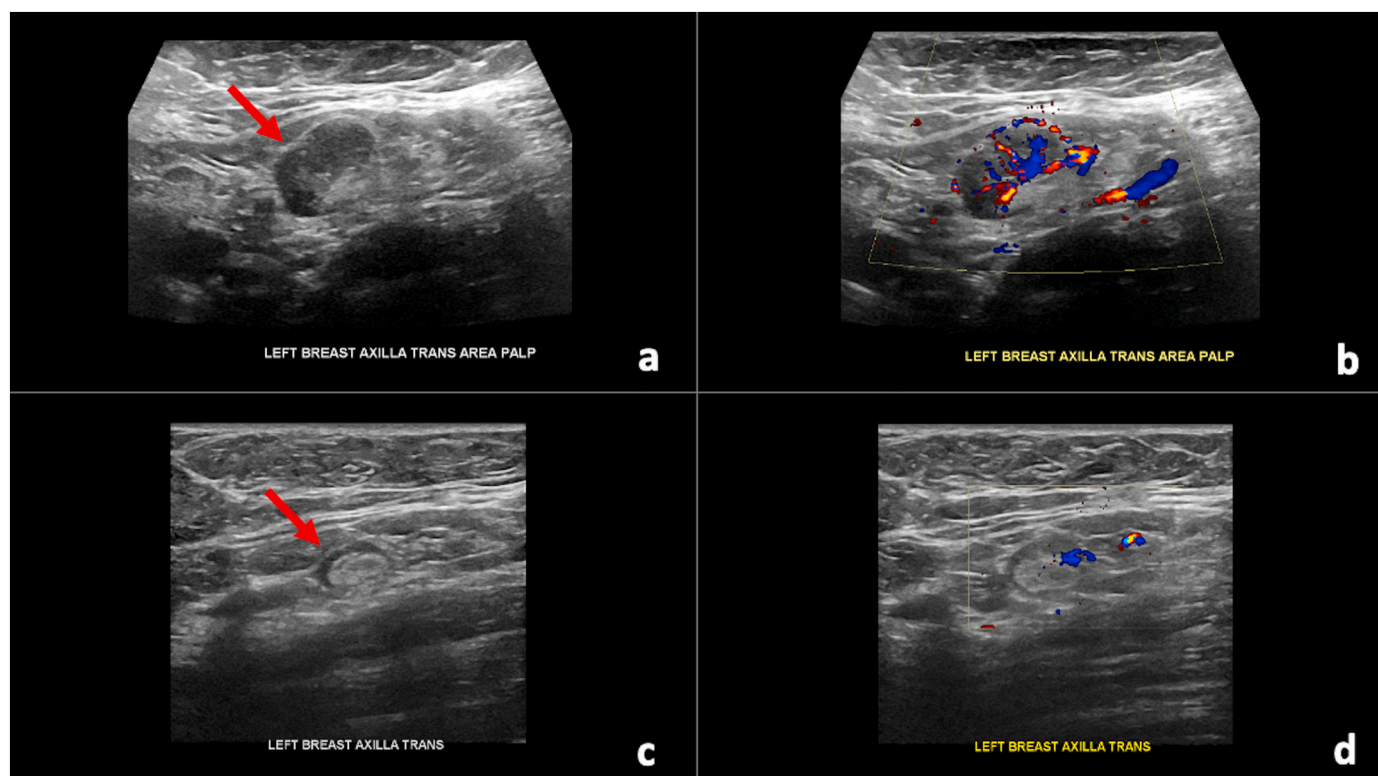 LEFT BREAST AXILLA TRANS AREA PALP
a
LEFT BREAST AXILLA TRANS AREA PALP
b
LEFT BREAST AXILLA TRANS
c
LEFT BREAST AXILLA TRANS
d